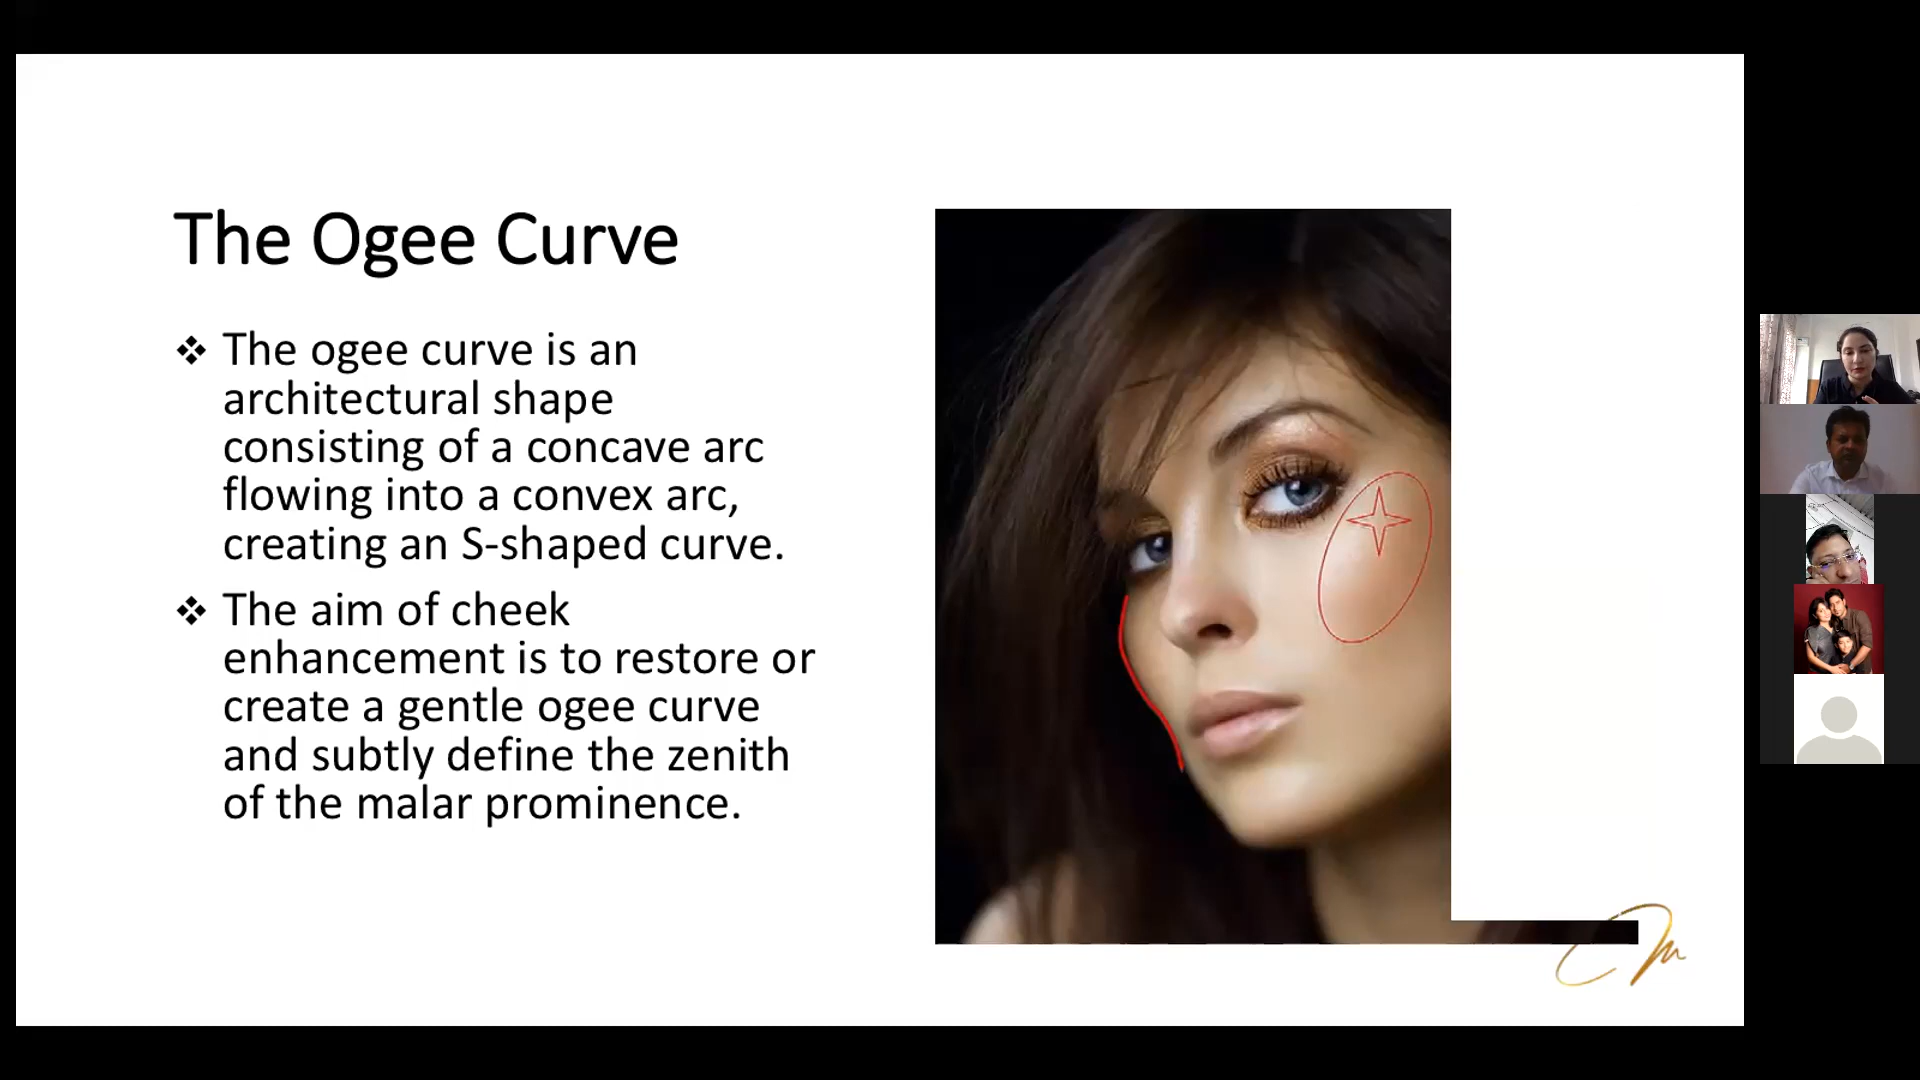 The Ogee Curve
❖ The ogee curve is an
architectural shape
consisting of a concave arc
flowing into a convex arc,
creating an S-shaped curve.
❖ The aim of cheek
enhancement is to restore or
create a gentle ogee curve
and subtly define the zenith
of the malar prominence.